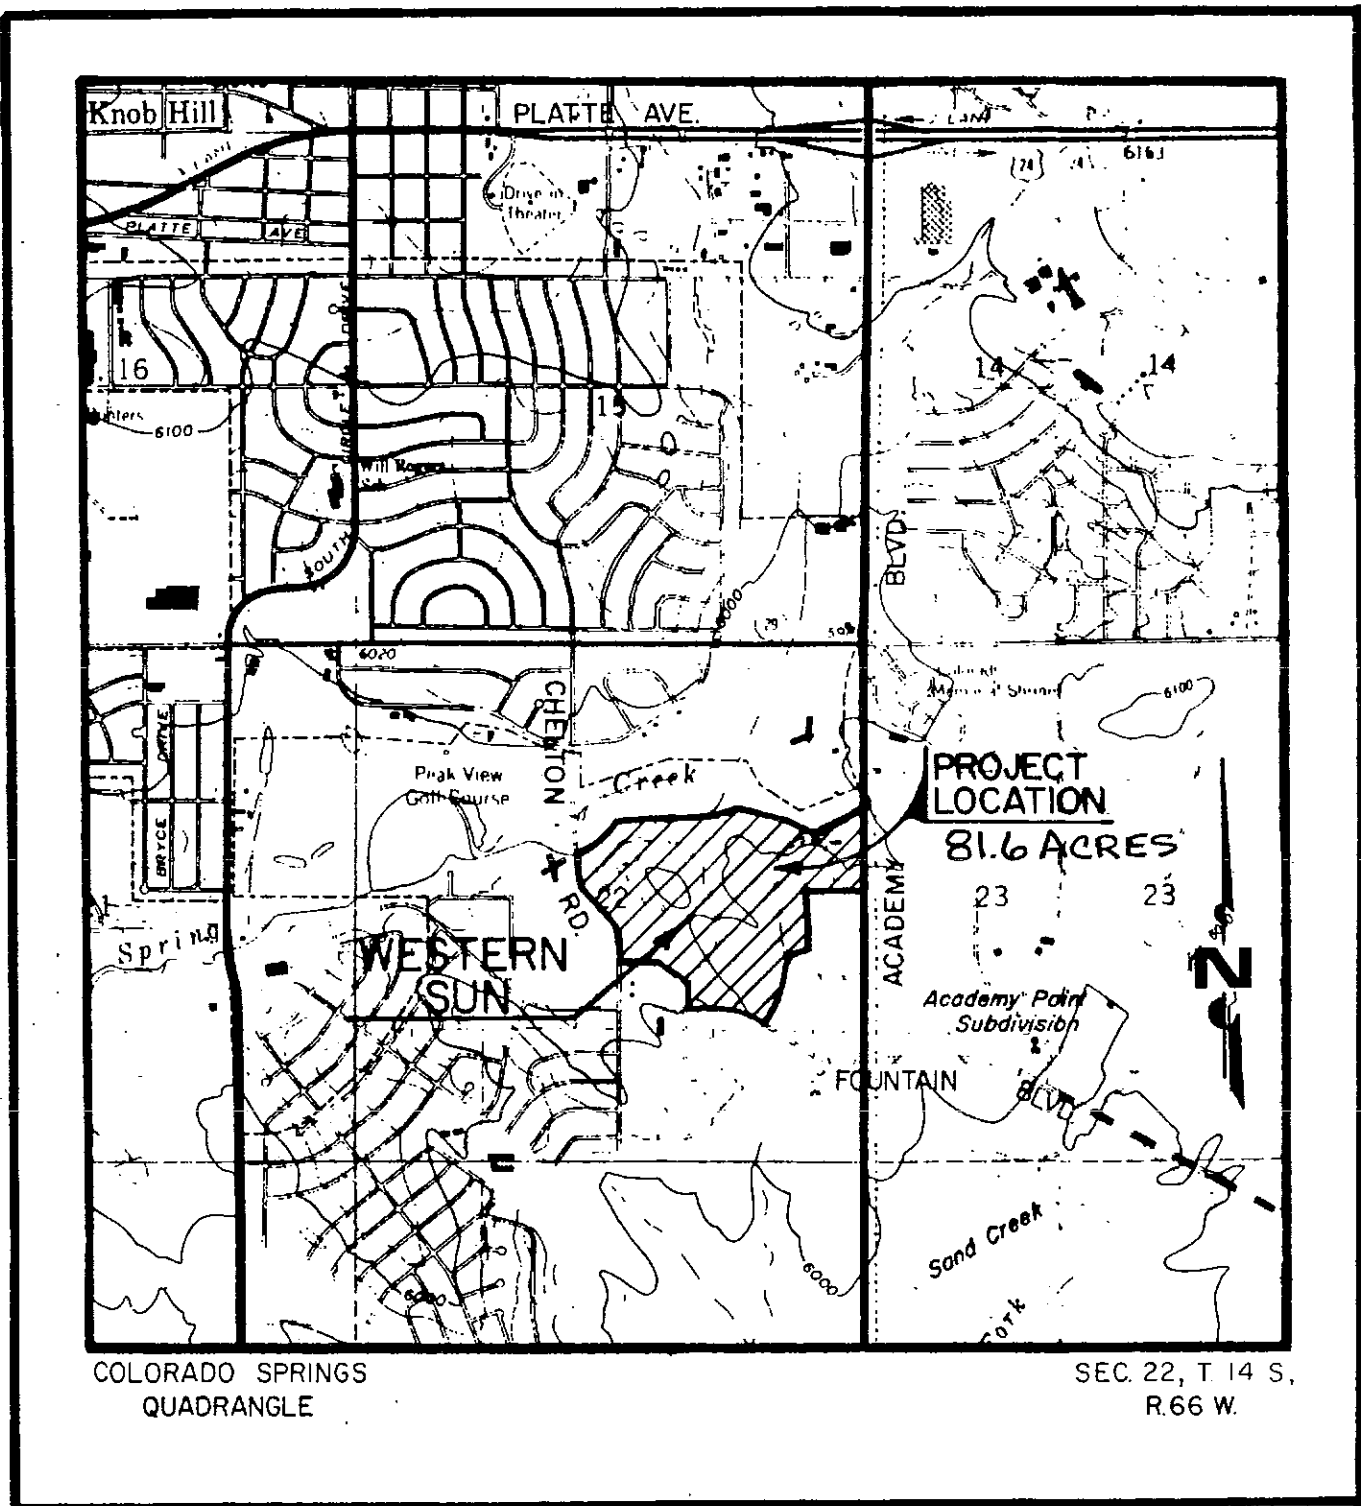 Knob Hill
PLATTE AVE.
Drive in
Theater
PLATTE AVE
16
15
14
14
6100
Will Rogers
SOUTH
BLVD.
6000
6020
CHELTON
RD.
DRIVE
BRYCE
Peak View
Golf Course
Creek
6100
PROJECT
LOCATION
81.6 ACRES
22
23
23
Spring
WESTERN
SUN
ACADEMY
N
Academy Point
Subdivision
FOUNTAIN
BLVD
Sand Creek
6000
6000
COLORADO SPRINGS
QUADRANGLE
SEC. 22, T 14 S,
R.66 W.